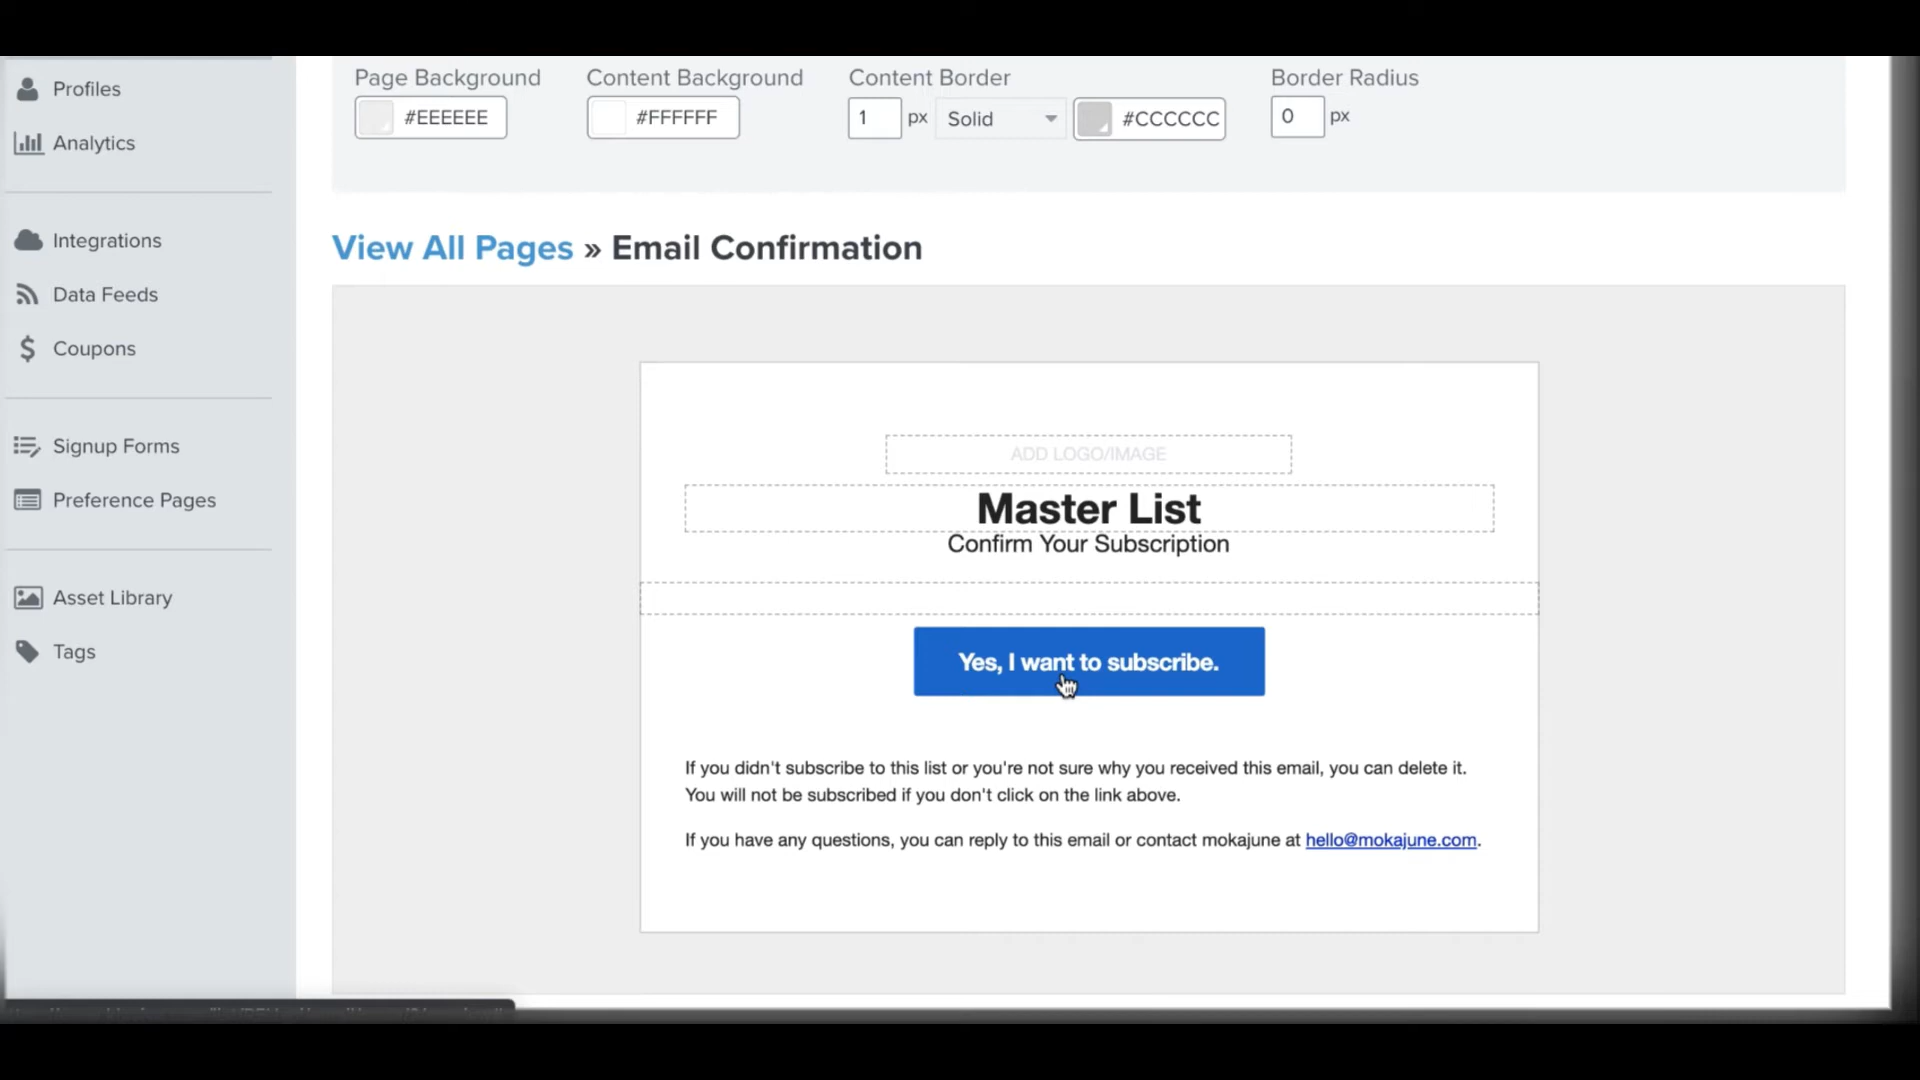 Profiles
Analytics
Integrations
Data Feeds
Coupons
Signup Forms
Preference Pages
Asset Library
Tags
Page Background
Content Background
Content Border
Border Radius
#EEEEEE
#FFFFFF
1 px Solid #CCCCCC
0 px
View All Pages » Email Confirmation
ADD LOGO/IMAGE
Master List
Confirm Your Subscription
Yes, I want to subscribe.
If you didn't subscribe to this list or you're not sure why you received this email, you can delete it.
You will not be subscribed if you don't click on the link above.
If you have any questions, you can reply to this email or contact mokajune at hello@mokajune.com.